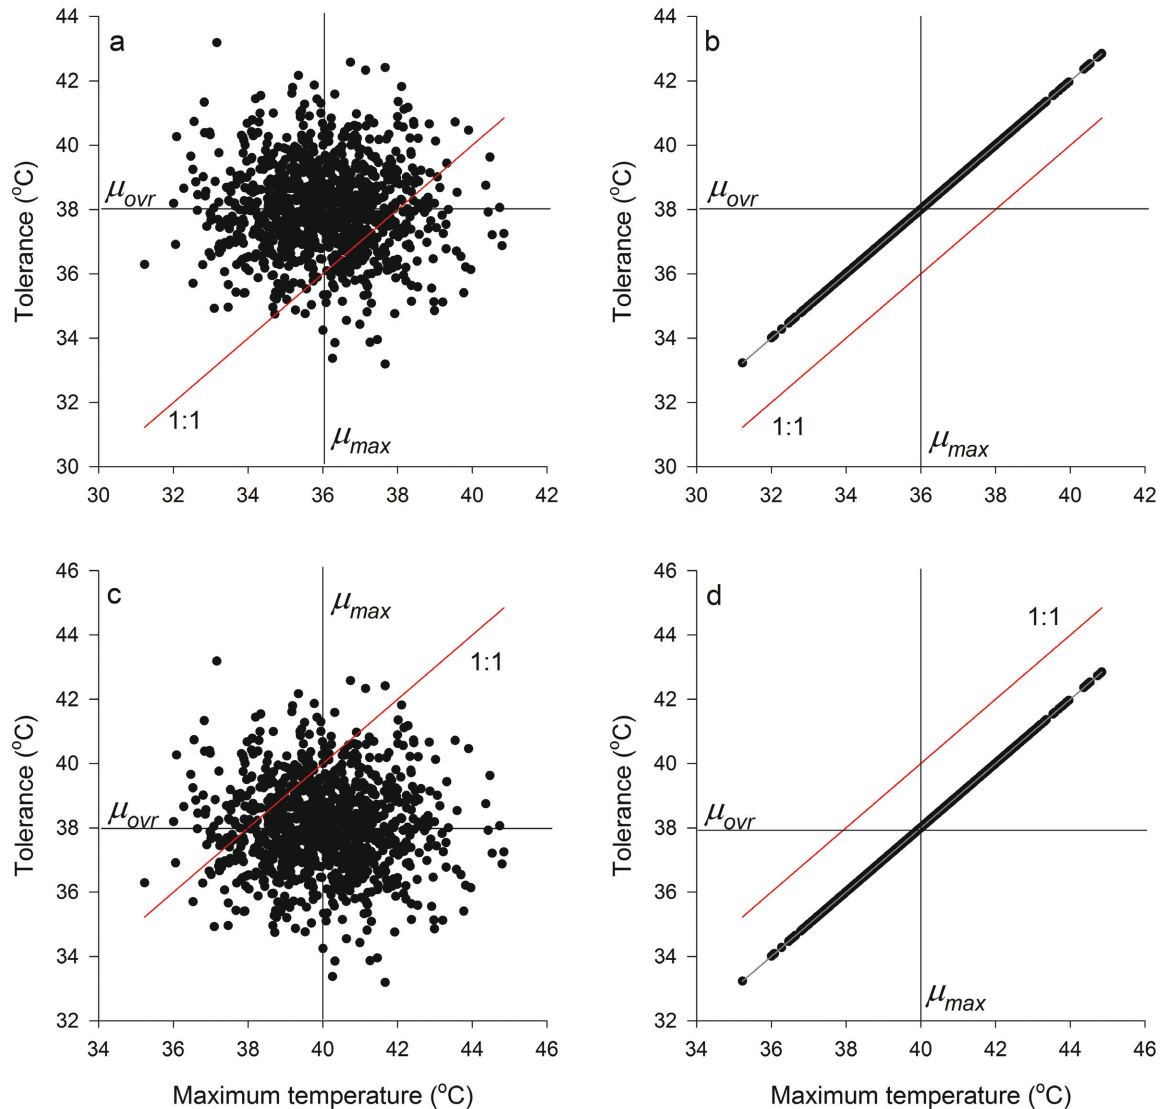 a
44
42
40
38
36
34
32
30
Tolerance (°C)
μovr
1:1
μmax
30 32 34 36 38 40 42
b
44
42
40
38
36
34
32
30
Tolerance (°C)
μovr
1:1
μmax
30 32 34 36 38 40 42
c
46
44
42
40
38
36
34
32
Tolerance (°C)
μmax
1:1
μovr
34 36 38 40 42 44 46
Maximum temperature (°C)
d
46
44
42
40
38
36
34
32
Tolerance (°C)
1:1
μovr
μmax
34 36 38 40 42 44 46
Maximum temperature (°C)